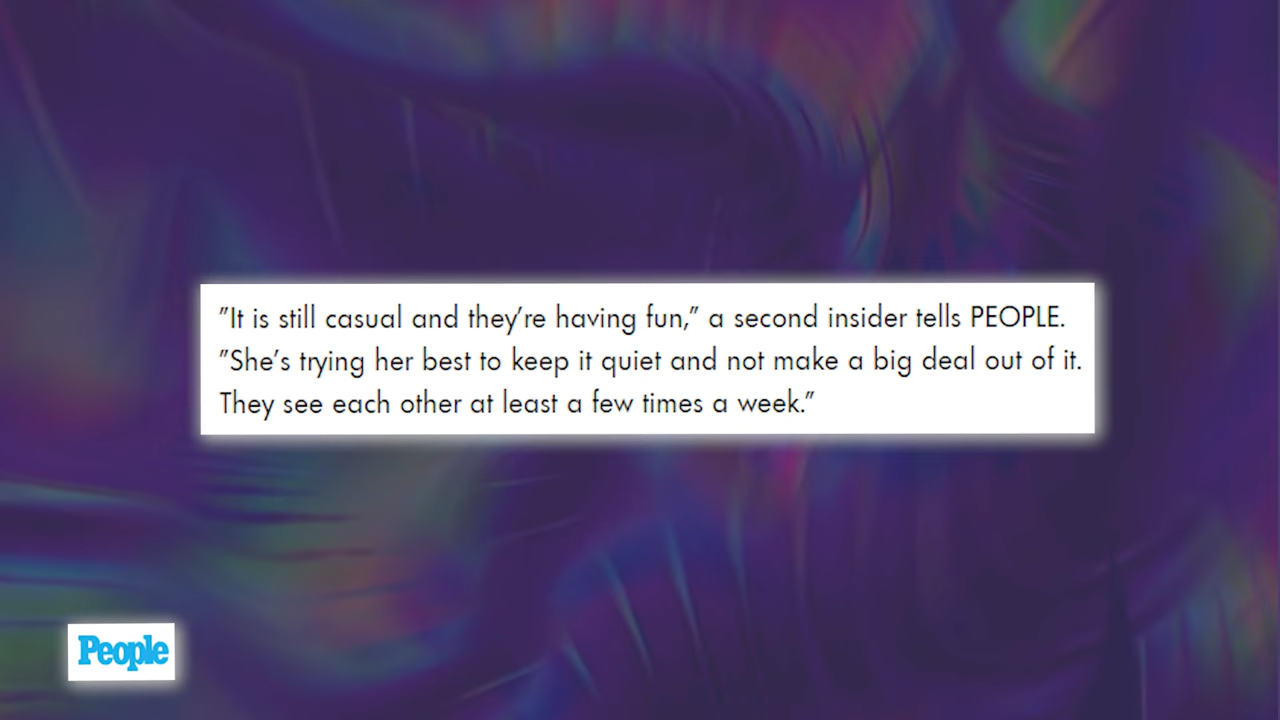 ”It is still casual and they’re having fun,” a second insider tells PEOPLE.
”She’s trying her best to keep it quiet and not make a big deal out of it.
They see each other at least a few times a week.”
People